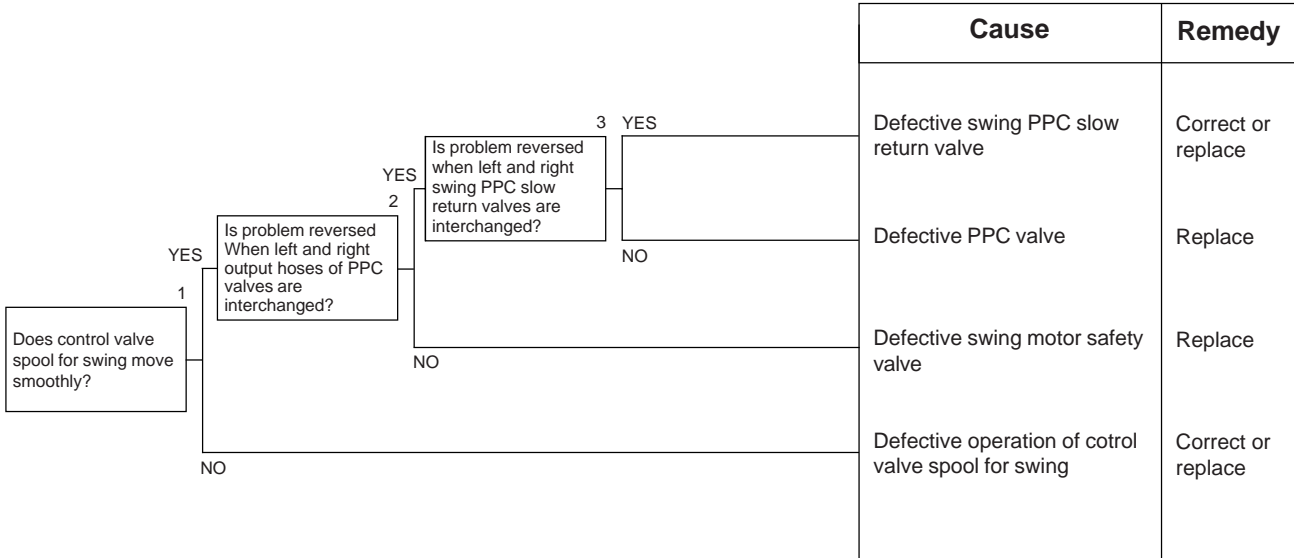 Cause
Remedy
3
YES
Is problem reversed
when left and right
swing PPC slow
return valves are
interchanged?
Defective swing PPC slow
return valve
Correct or
replace
YES
2
NO
Defective PPC valve
Replace
YES
Is problem reversed
When left and right
output hoses of PPC
valves are
interchanged?
1
NO
Defective swing motor safety
valve
Replace
Does control valve
spool for swing move
smoothly?
NO
Defective operation of cotrol
valve spool for swing
Correct or
replace